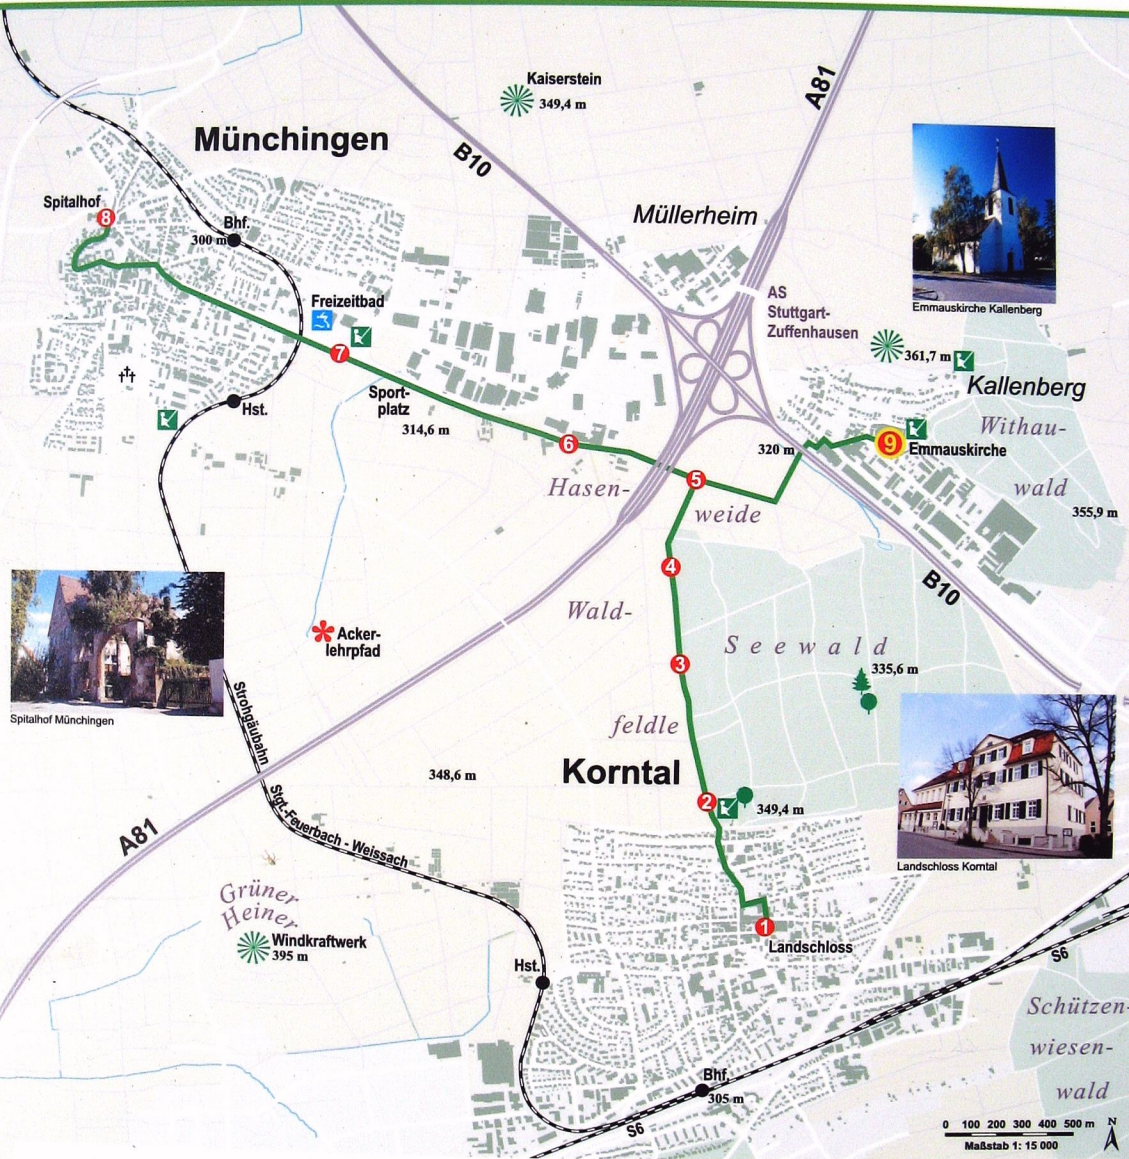 Kaiserstein
349,4 m
A81
Münchingen
B10
Spitalhof
8
Bhf.
300 m
Müllerheim
AS
Stuttgart-
Zuffenhausen
Emmauskirche Kallenberg
Freizeitbad
7
361,7 m
Kallenberg
Sport-
platz
314,6 m
Hst.
6
320 m
9
Emmauskirche
Withau-
wald
355,9 m
Hasen-
5
weide
4
B10
Wald-
Acker-
lehrpfad
3
Seewald
335,6 m
feldle
Spitalhof Münchingen
Strohgäubahn
Korntal
348,6 m
2
349,4 m
Stgt.-Feuerbach - Weissach
A81
Landschloss Korntal
Grüner
Heiner
Windkraftwerk
395 m
1
Landschloss
Hst.
S6
Schützen-
wiesen-
wald
Bhf.
305 m
S6
0 100 200 300 400 500 m
N
Maßstab 1: 15 000